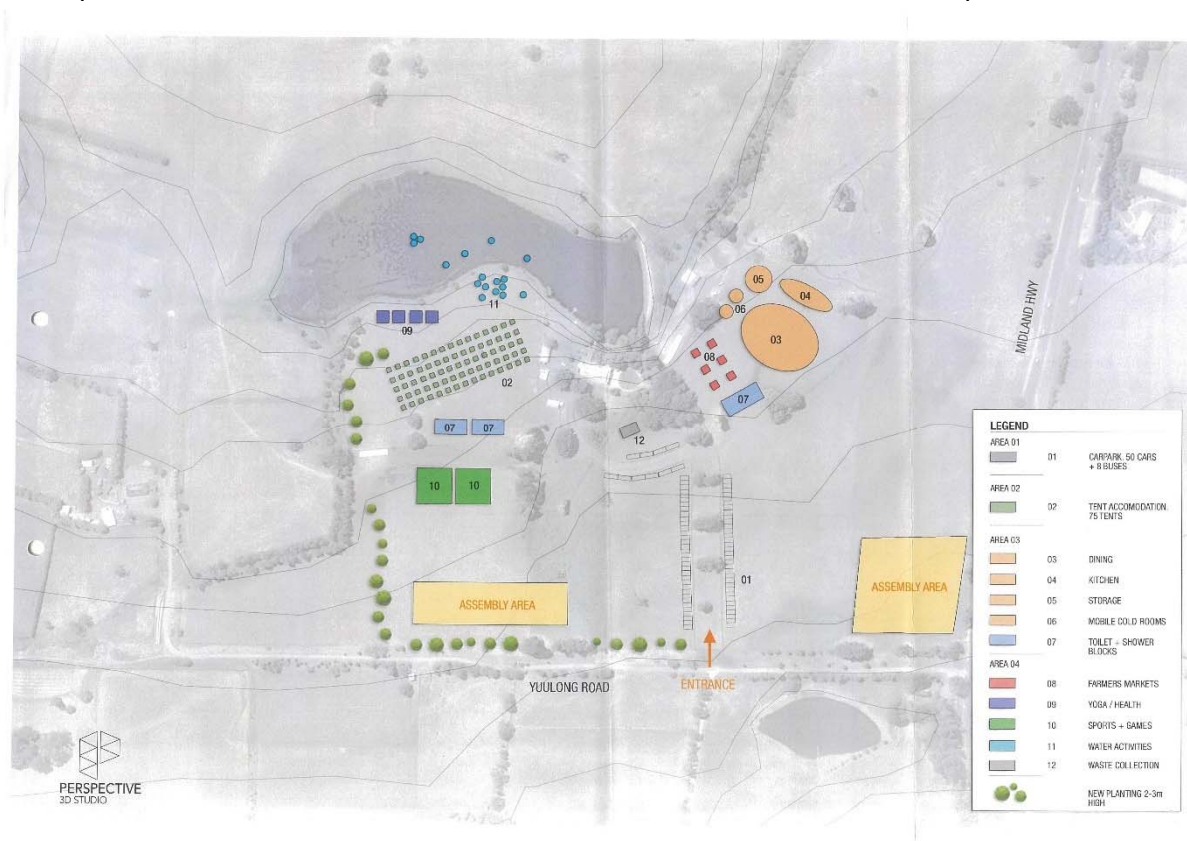 05
04
06
03
11
09
08
02
07
07 07
12
10 10
01
ASSEMBLY AREA
ASSEMBLY AREA
ENTRANCE
YUULONG ROAD
MIDLAND HWY
PERSPECTIVE
3D STUDIO
LEGEND
AREA 01
01 CARPARK. 50 CARS
+ 8 BUSES
AREA 02
02 TENT ACCOMODATION.
75 TENTS
AREA 03
03 DINING
04 KITCHEN
05 STORAGE
06 MOBILE COLD ROOMS
07 TOILET + SHOWER
BLOCKS
AREA 04
08 FARMERS MARKETS
09 YOGA / HEALTH
10 SPORTS + GAMES
11 WATER ACTIVITIES
12 WASTE COLLECTION
NEW PLANTING 2-3m
HIGH